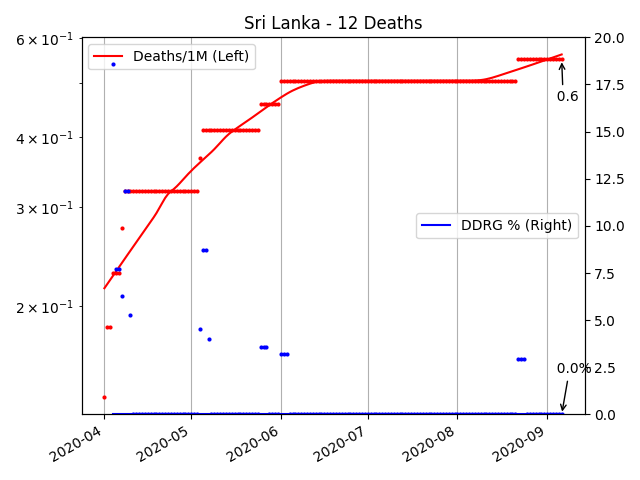 Sri Lanka - 12 Deaths
6 × 10⁻¹
4 × 10⁻¹
3 × 10⁻¹
2 × 10⁻¹
Deaths/1M (Left)
DDRG % (Right)
0.6
0.0%
20.0
17.5
15.0
12.5
10.0
7.5
5.0
2.5
0.0
2020-04
2020-05
2020-06
2020-07
2020-08
2020-09